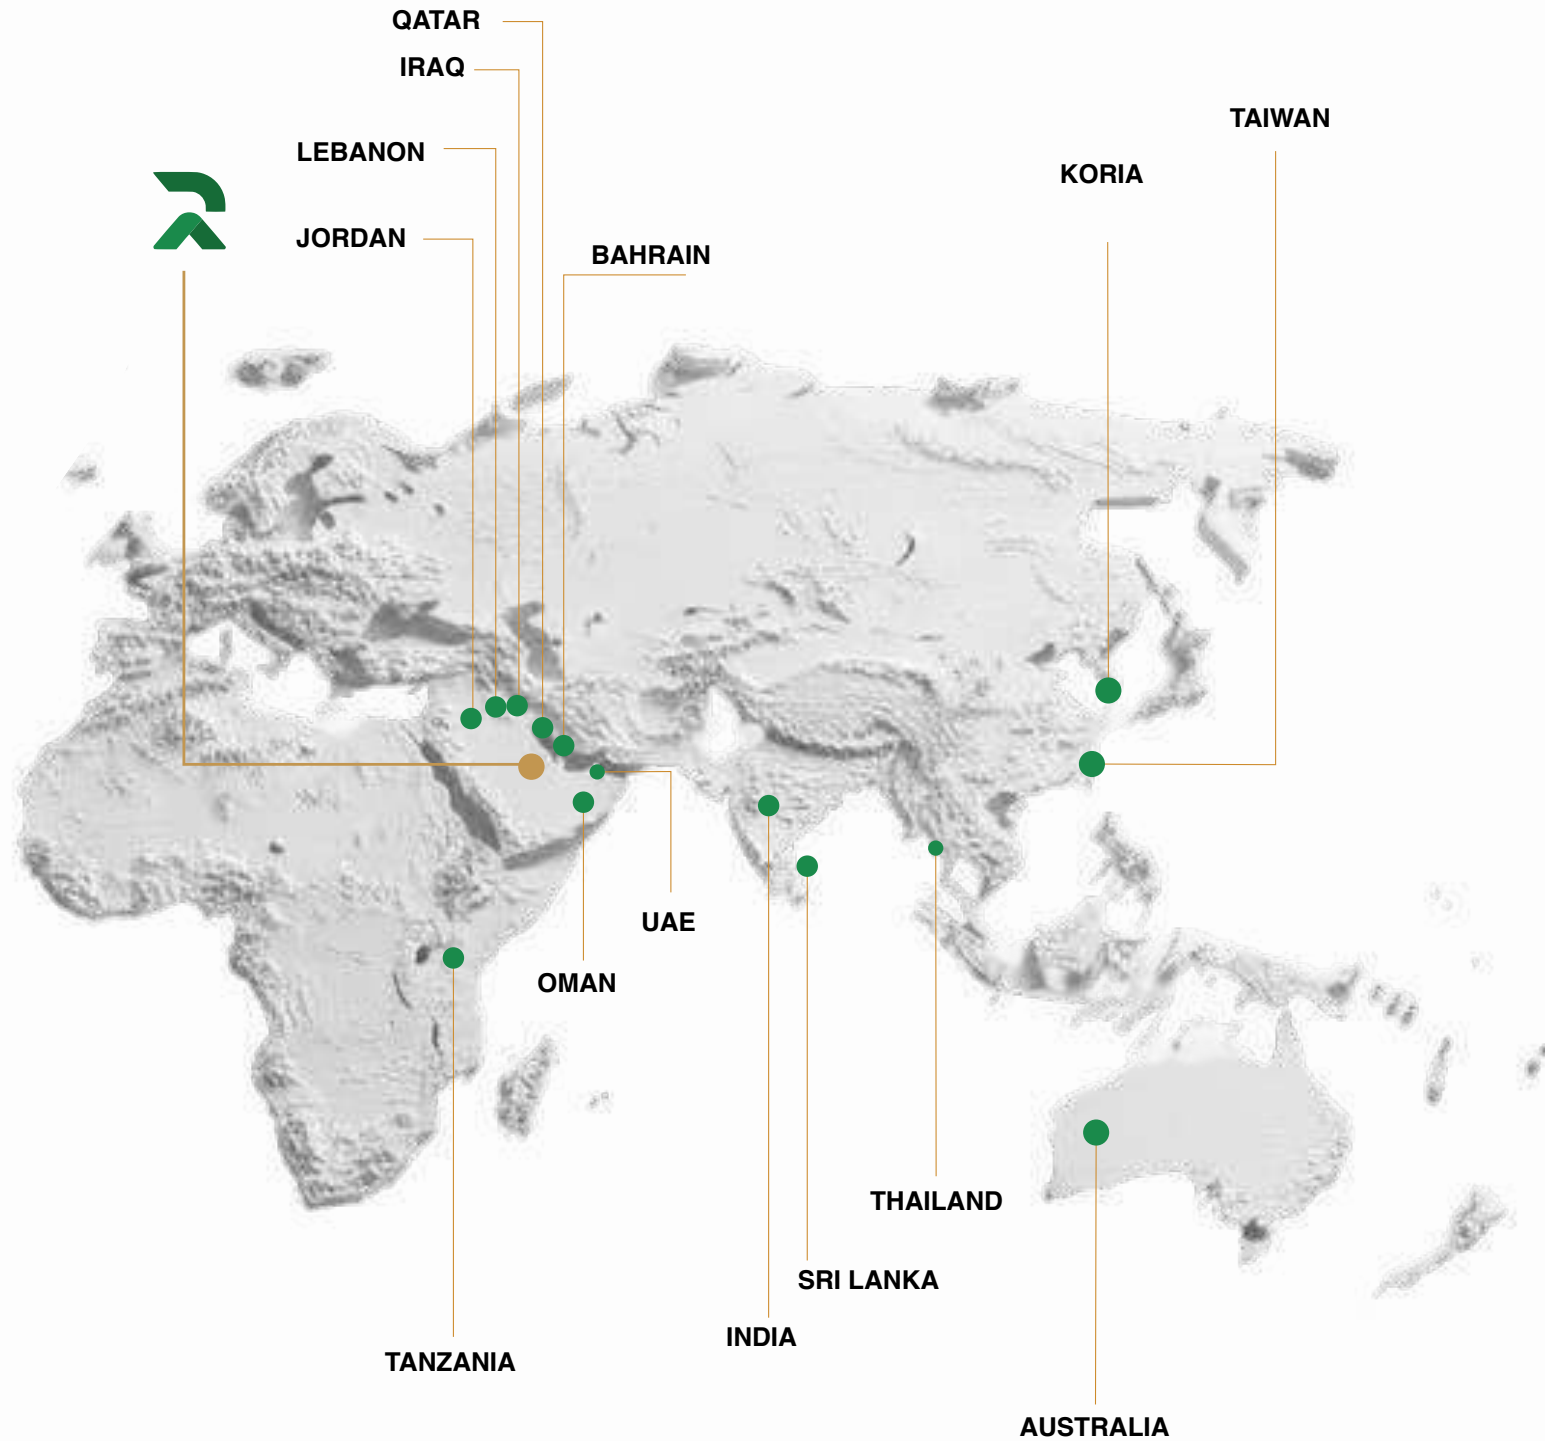 QATAR
IRAQ
TAIWAN
LEBANON
KORIA
JORDAN
BAHRAIN
UAE
OMAN
THAILAND
SRI LANKA
INDIA
TANZANIA
AUSTRALIA